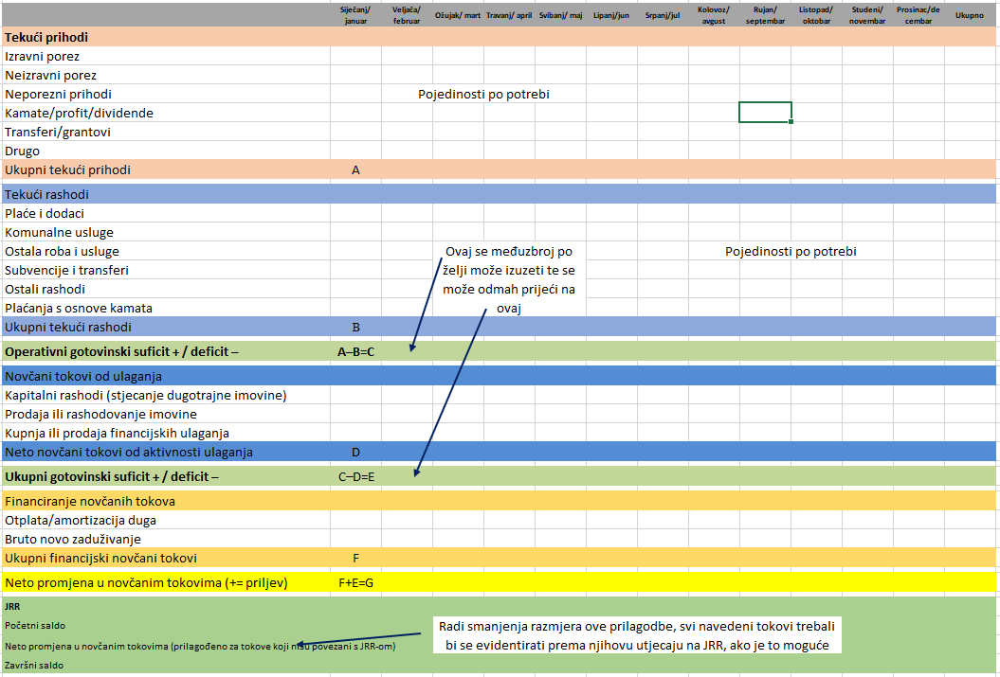 Siječanj/ januar Veljača/ februar Ožujak/ mart Travanj/ april Svibanj/ maj Lipanj/jun Srpanj/jul Kolovoz/ avgust Rujan/ septembar Listopad/ oktobar Studeni/ novembar Prosinac/de cembar Ukupno
Tekući prihodi
Izravni porez
Neizravni porez
Neporezni prihodi Pojedinosti po potrebi
Kamate/profit/dividende
Transferi/grantovi
Drugo
Ukupni tekući prihodi A
Tekući rashodi
Plaće i dodaci
Komunalne usluge
Ostala roba i usluge Ovaj se međuzbroj po Pojedinosti po potrebi
Subvencije i transferi želji može izuzeti te se
Ostali rashodi može odmah prijeći na
Plaćanja s osnove kamata ovaj
Ukupni tekući rashodi B
Operativni gotovinski suficit + / deficit – A–B=C
Novčani tokovi od ulaganja
Kapitalni rashodi (stjecanje dugotrajne imovine)
Prodaja ili rashodovanje imovine
Kupnja ili prodaja financijskih ulaganja
Neto novčani tokovi od aktivnosti ulaganja D
Ukupni gotovinski suficit + / deficit – C–D=E
Financiranje novčanih tokova
Otplata/amortizacija duga
Bruto novo zaduživanje
Ukupni financijski novčani tokovi F
Neto promjena u novčanim tokovima (+= priljev) F+E=G
JRR
Početni saldo
Neto promjena u novčanim tokovima (prilagođeno za tokove koji nisu povezani s JRR-om)
Završni saldo
Radi smanjenja razmjera ove prilagodbe, svi navedeni tokovi trebali
bi se evidentirati prema njihovu utjecaju na JRR, ako je to moguće